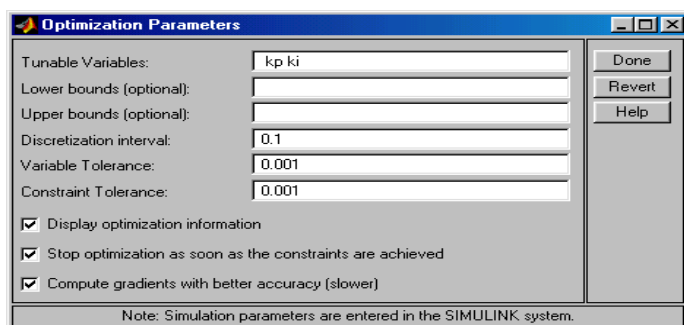 Optimization Parameters
Tunable Variables: kp ki
Done
Lower bounds (optional):
Revert
Upper bounds (optional):
Help
Discretization interval: 0.1
Variable Tolerance: 0.001
Constraint Tolerance: 0.001
Display optimization information
Stop optimization as soon as the constraints are achieved
Compute gradients with better accuracy (slower)
Note: Simulation parameters are entered in the SIMULINK system.